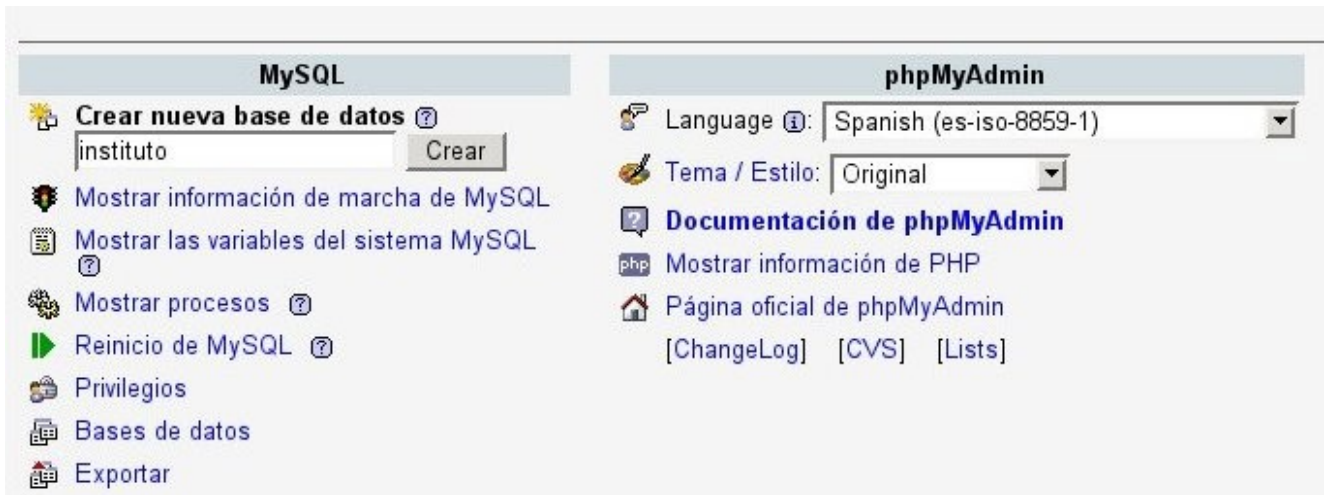 MySQL
Crear nueva base de datos
instituto Crear
Mostrar información de marcha de MySQL
Mostrar las variables del sistema MySQL
Mostrar procesos
Reinicio de MySQL
Privilegios
Bases de datos
Exportar
phpMyAdmin
Language : Spanish (es-iso-8859-1)
Tema / Estilo: Original
Documentación de phpMyAdmin
php Mostrar información de PHP
Página oficial de phpMyAdmin
[ChangeLog] [CVS] [Lists]